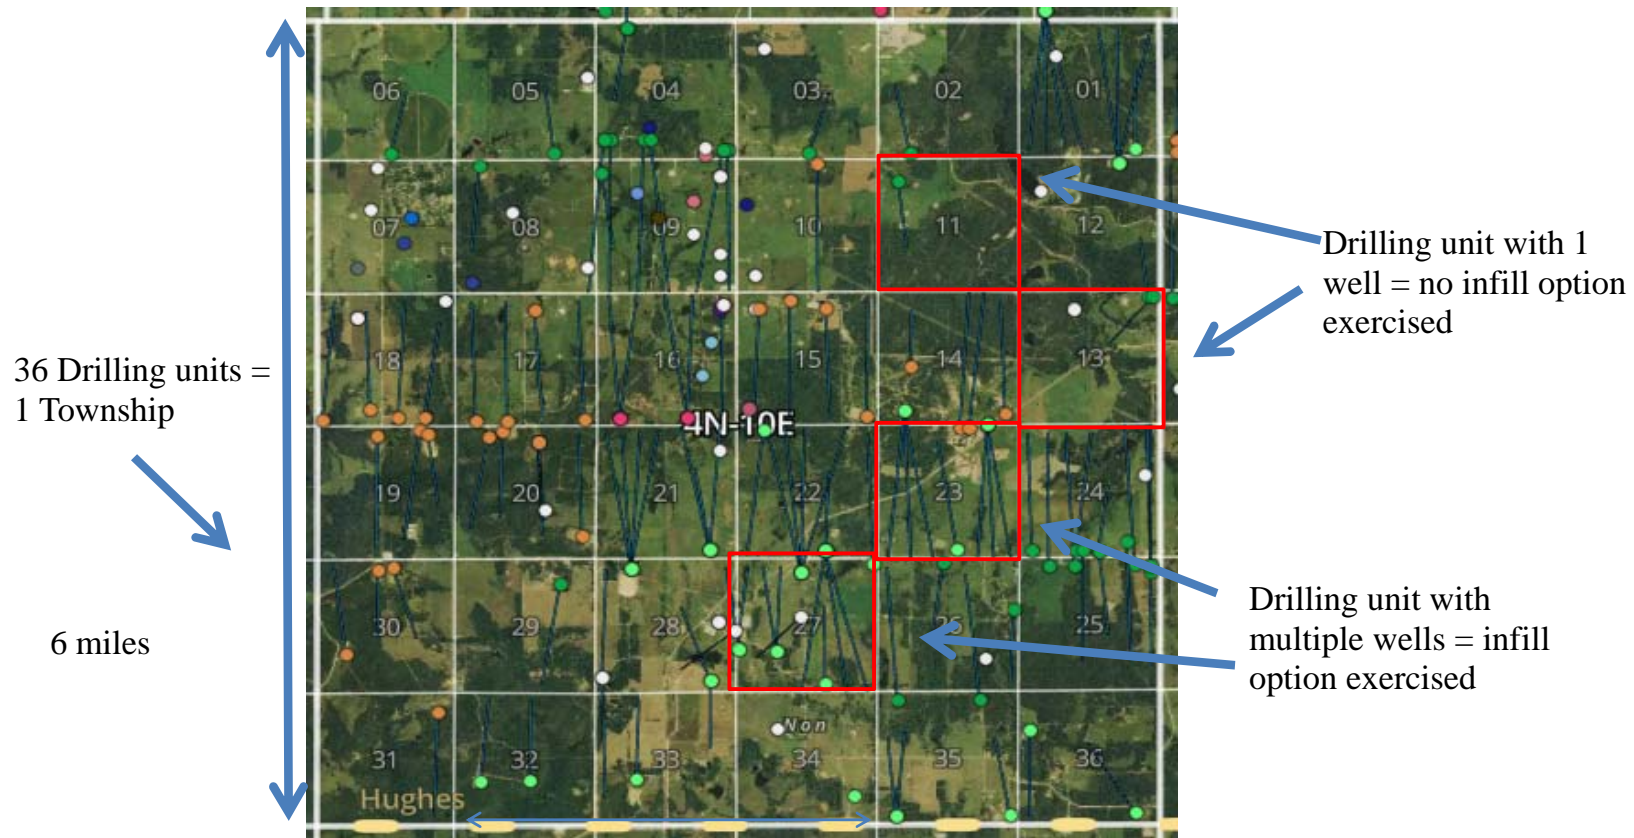 06 05 04 03 02 01
07 08 09 10 11 12
Drilling unit with 1
well = no infill option
exercised
18 17 16 15 14 13
36 Drilling units =
1 Township
4N-10E
19 20 21 22 23 24
30 29 28 27 26 25
6 miles
Drilling unit with
multiple wells = infill
option exercised
Non
31 32 33 34 35 36
Hughes